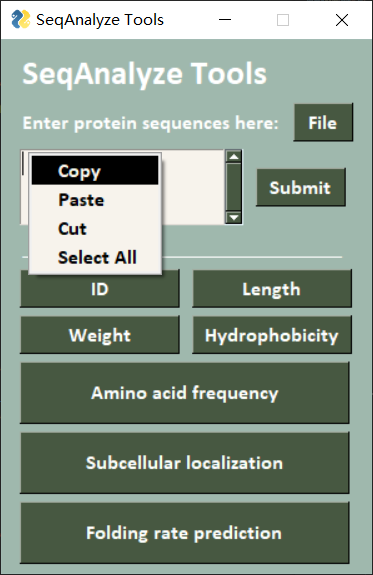 SeqAnalyze Tools
SeqAnalyze Tools
Enter protein sequences here:
File
Copy
Paste
Cut
Select All
Submit
ID
Length
Weight
Hydrophobicity
Amino acid frequency
Subcellular localization
Folding rate prediction